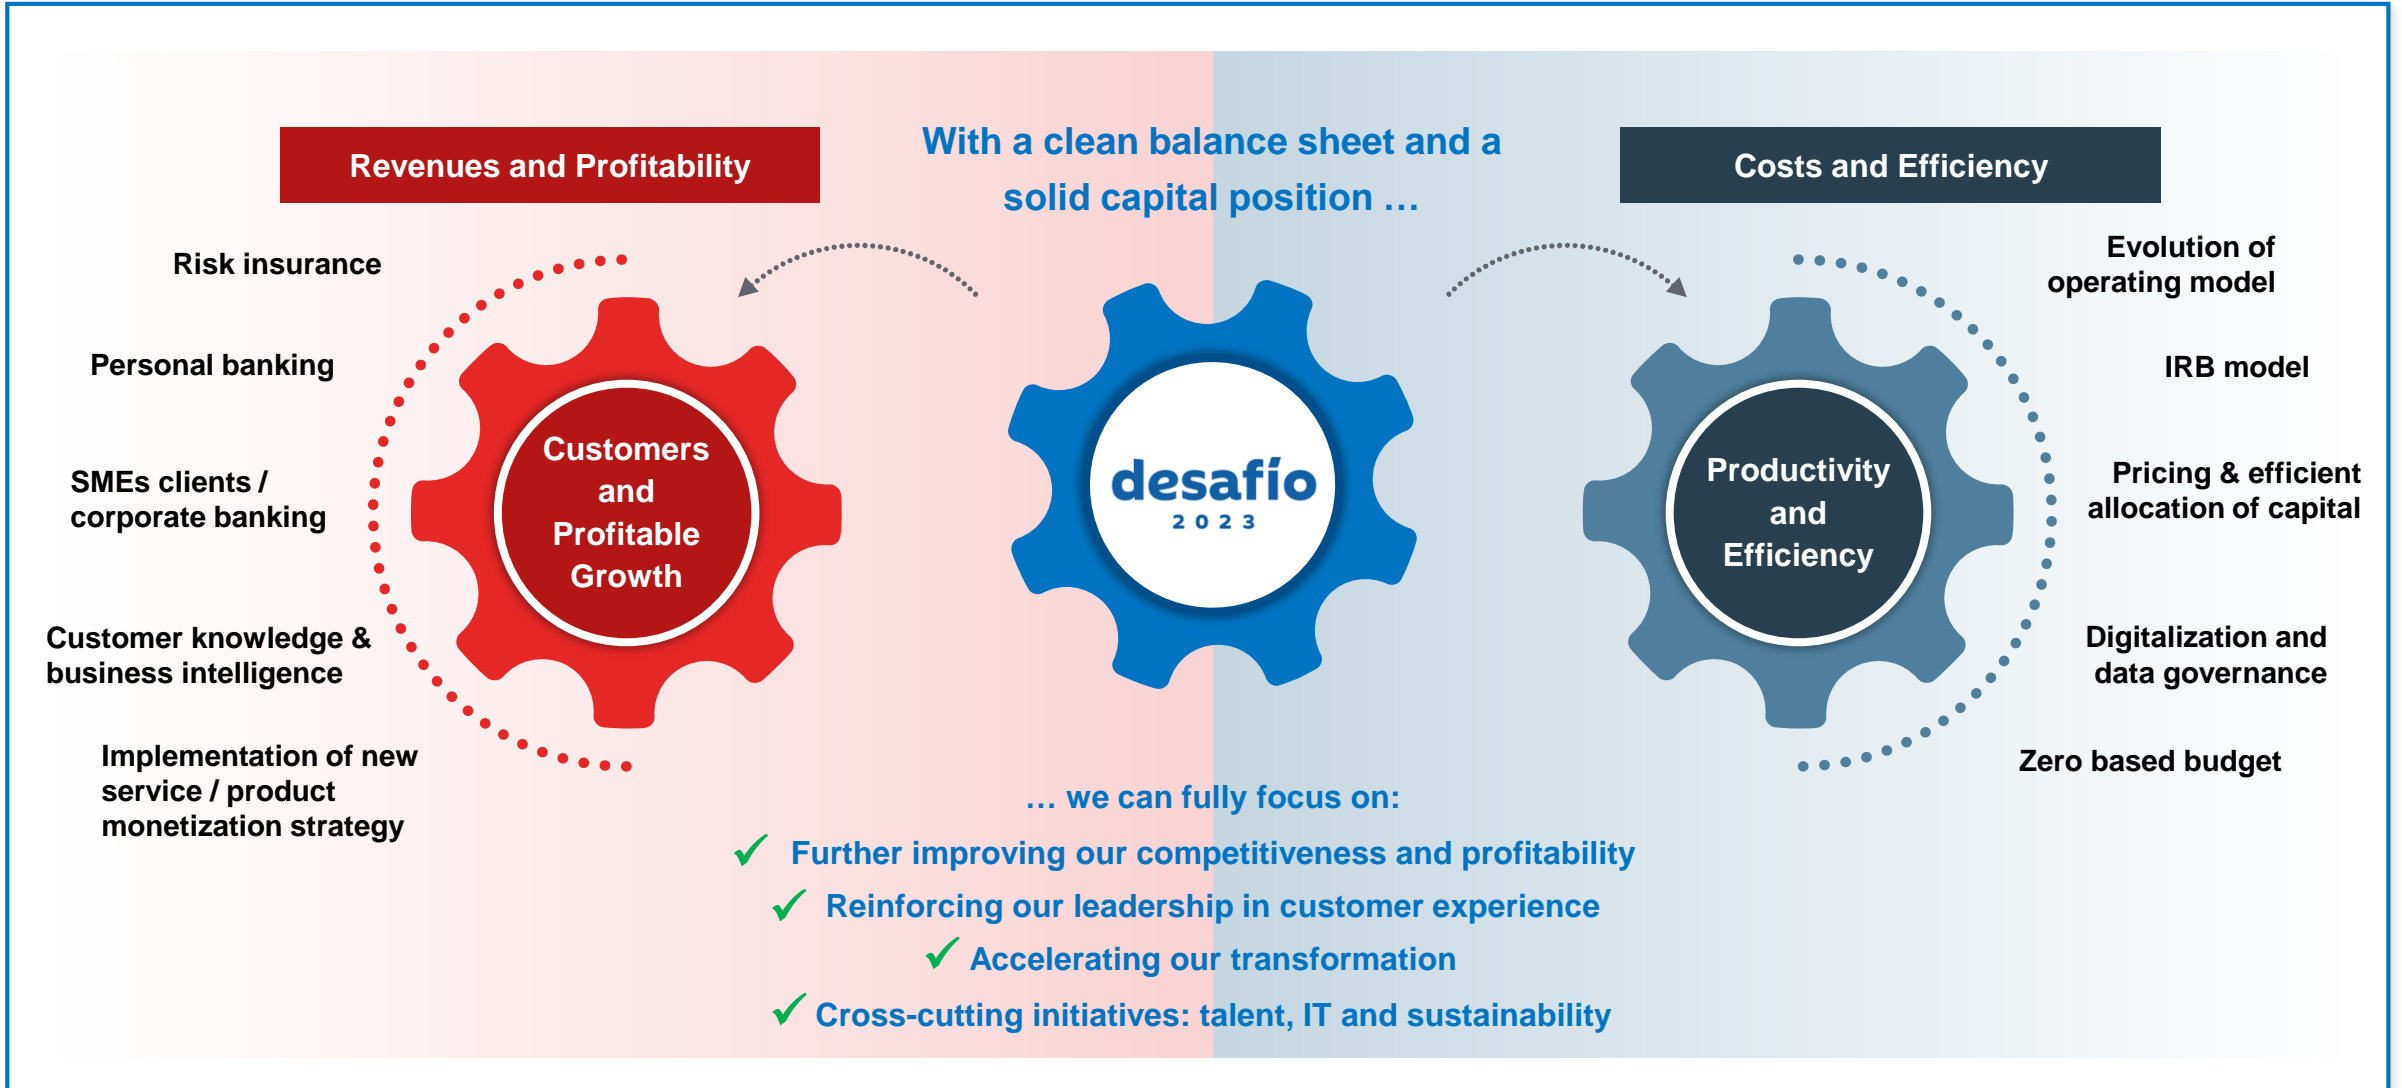 With a clean balance sheet and a
solid capital position …
Revenues and Profitability
Risk insurance
Personal banking
SMEs clients /
corporate banking
Customer knowledge &
business intelligence
Implementation of new
service / product
monetization strategy
Customers
and
Profitable
Growth
desafío
2023
Costs and Efficiency
Productivity
and
Efficiency
Evolution of
operating model
IRB model
Pricing & efficient
allocation of capital
Digitalization and
data governance
Zero based budget
… we can fully focus on:
Further improving our competitiveness and profitability
Reinforcing our leadership in customer experience
Accelerating our transformation
Cross-cutting initiatives: talent, IT and sustainability